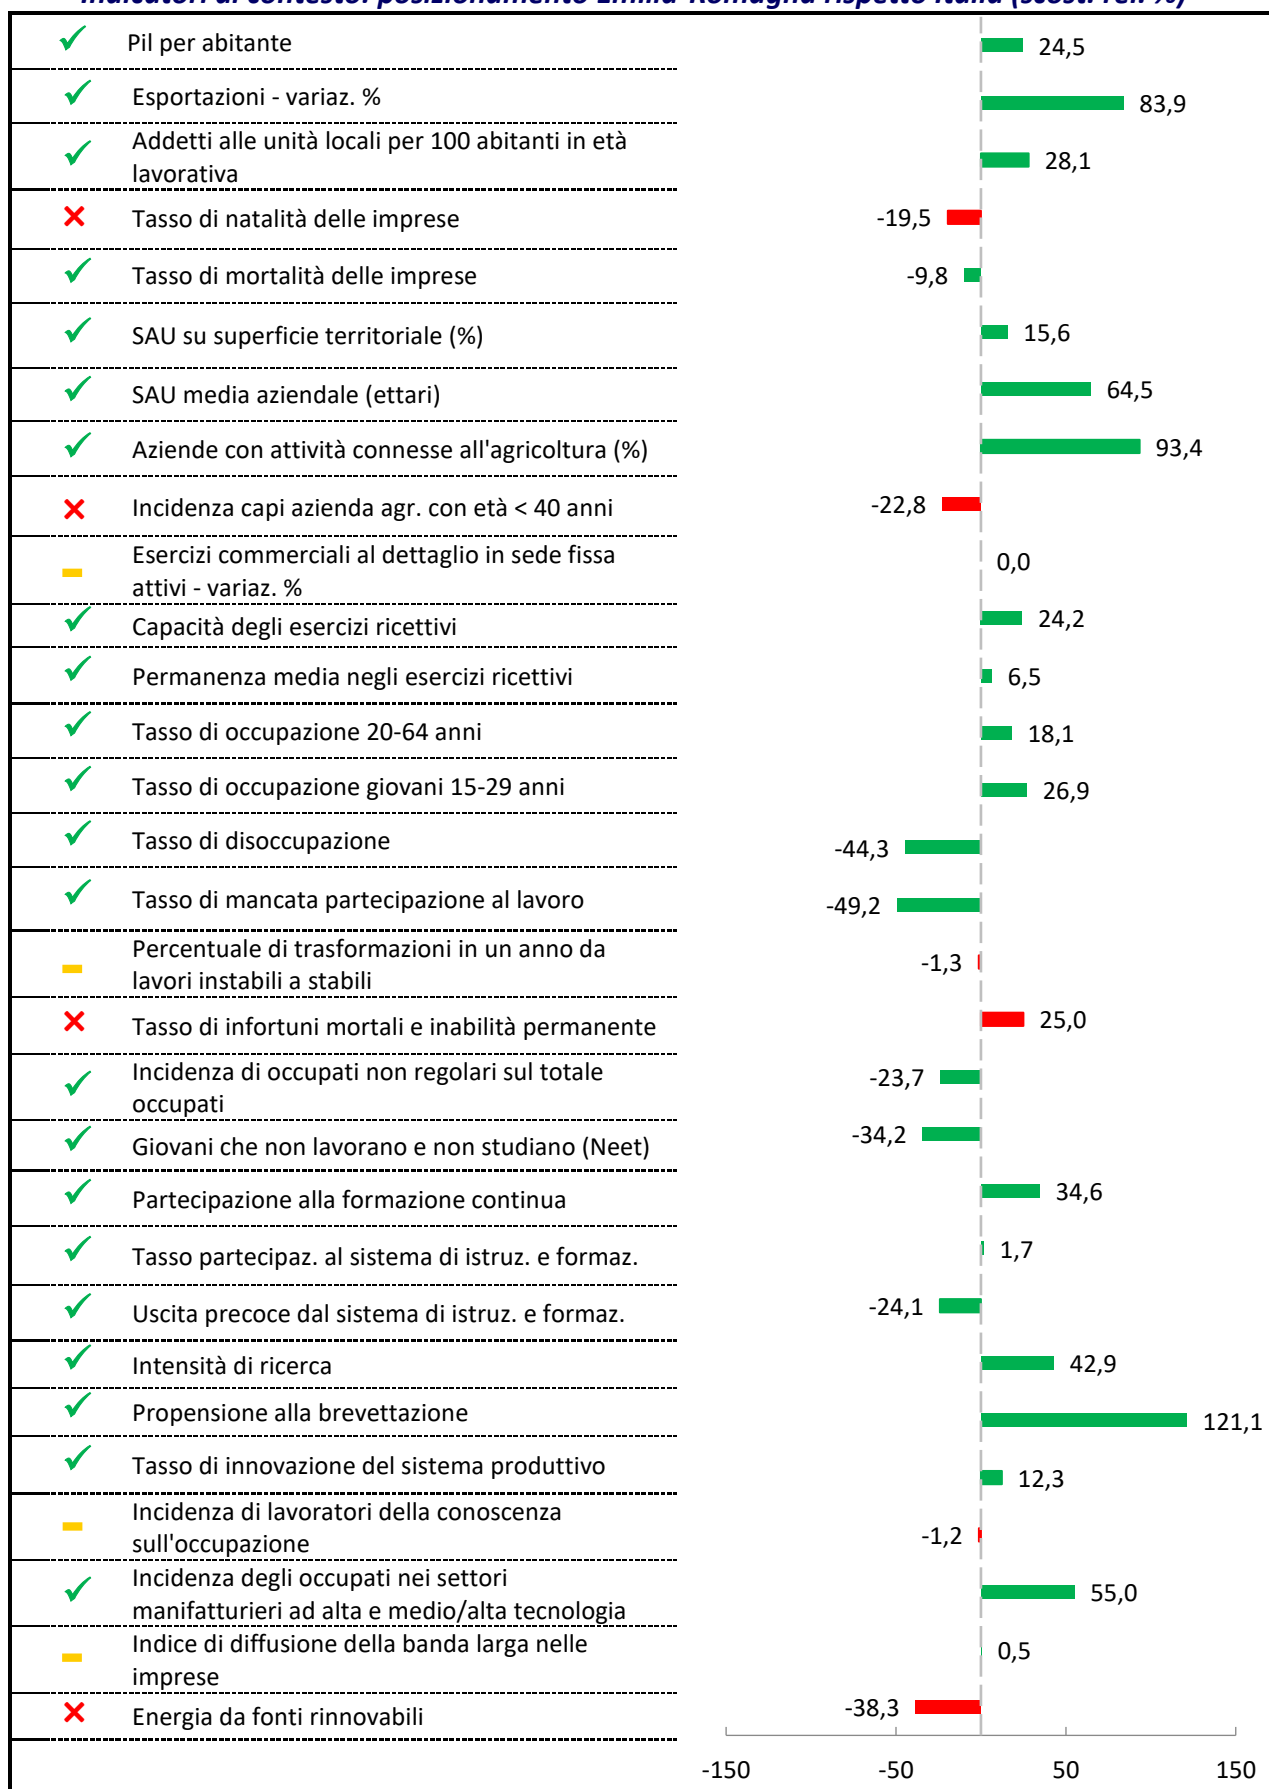 Indicatori di contesto: posizionamento Emilia-Romagna rispetto Italia (scost. rel. %)
Pil per abitante
24,5
Esportazioni - variaz. %
83,9
Addetti alle unità locali per 100 abitanti in età
lavorativa
28,1
Tasso di natalità delle imprese
-19,5
Tasso di mortalità delle imprese
-9,8
SAU su superficie territoriale (%)
15,6
SAU media aziendale (ettari)
64,5
Aziende con attività connesse all'agricoltura (%)
93,4
Incidenza capi azienda agr. con età < 40 anni
-22,8
Esercizi commerciali al dettaglio in sede fissa
attivi - variaz. %
0,0
Capacità degli esercizi ricettivi
24,2
Permanenza media negli esercizi ricettivi
6,5
Tasso di occupazione 20-64 anni
18,1
Tasso di occupazione giovani 15-29 anni
26,9
Tasso di disoccupazione
-44,3
Tasso di mancata partecipazione al lavoro
-49,2
Percentuale di trasformazioni in un anno da
lavori instabili a stabili
-1,3
Tasso di infortuni mortali e inabilità permanente
25,0
Incidenza di occupati non regolari sul totale
occupati
-23,7
Giovani che non lavorano e non studiano (Neet)
-34,2
Partecipazione alla formazione continua
34,6
Tasso partecipaz. al sistema di istruz. e formaz.
1,7
Uscita precoce dal sistema di istruz. e formaz.
-24,1
Intensità di ricerca
42,9
Propensione alla brevettazione
121,1
Tasso di innovazione del sistema produttivo
12,3
Incidenza di lavoratori della conoscenza
sull'occupazione
-1,2
Incidenza degli occupati nei settori
manifatturieri ad alta e medio/alta tecnologia
55,0
Indice di diffusione della banda larga nelle
imprese
0,5
Energia da fonti rinnovabili
-38,3
-150 -50 50 150